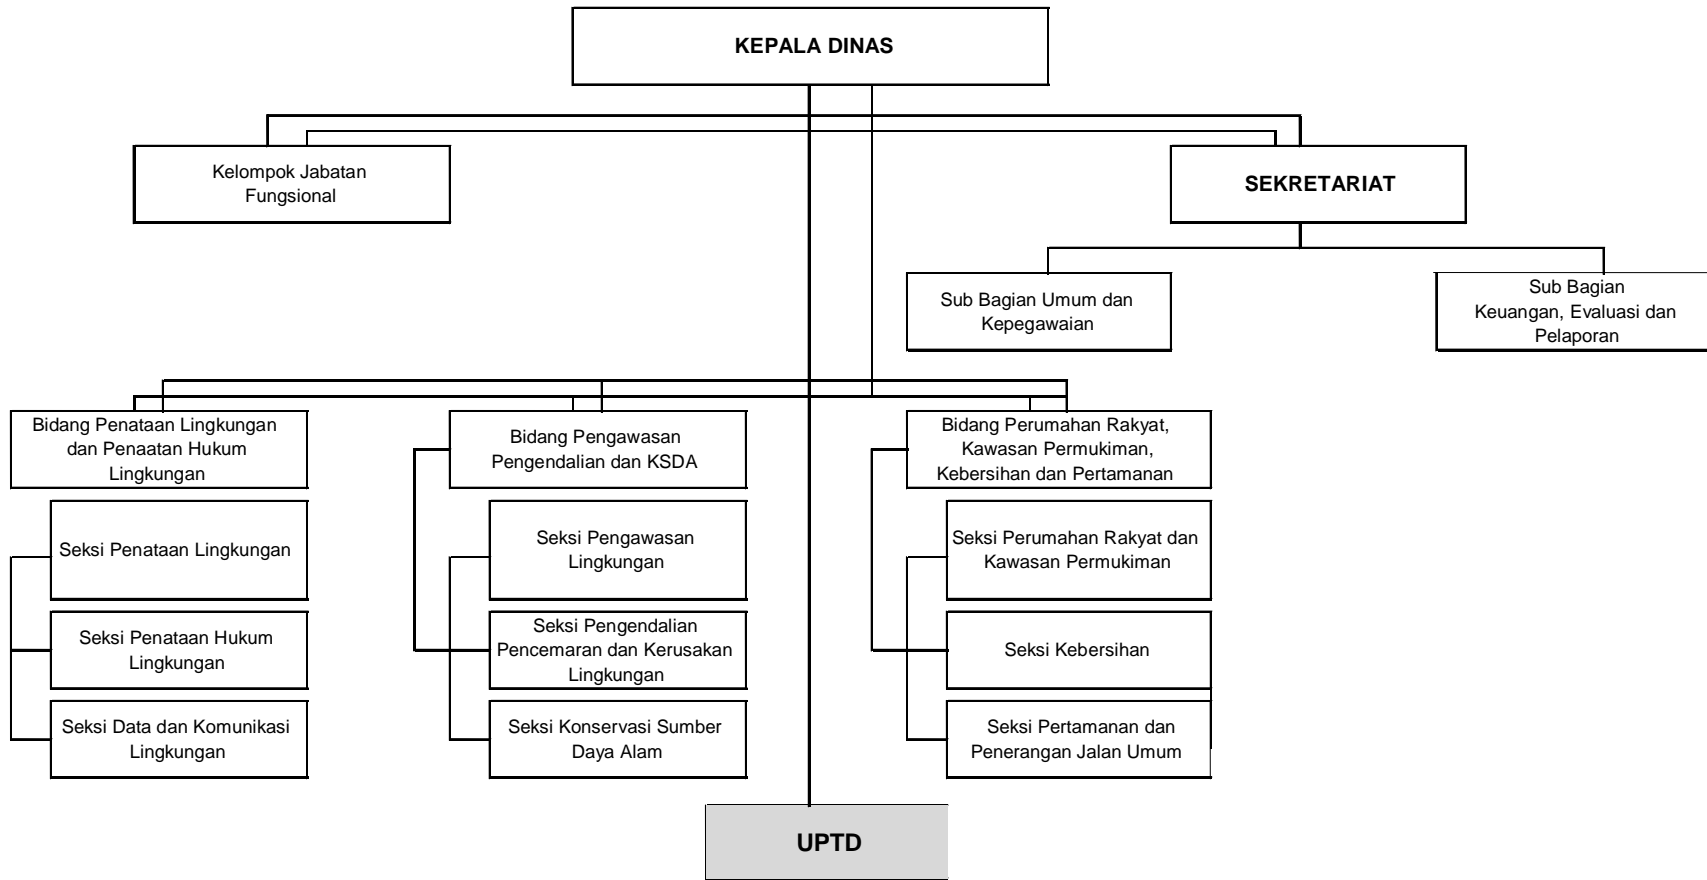 KEPALA DINAS
Kelompok Jabatan
Fungsional
SEKRETARIAT
Sub Bagian Umum dan
Kepegawaian
Sub Bagian
Keuangan, Evaluasi dan
Pelaporan
Bidang Penataan Lingkungan
dan Penaatan Hukum
Lingkungan
Bidang Pengawasan
Pengendalian dan KSDA
Bidang Perumahan Rakyat,
Kawasan Permukiman,
Kebersihan dan Pertamanan
Seksi Penataan Lingkungan
Seksi Pengawasan
Lingkungan
Seksi Perumahan Rakyat dan
Kawasan Permukiman
Seksi Penataan Hukum
Lingkungan
Seksi Pengendalian
Pencemaran dan Kerusakan
Lingkungan
Seksi Kebersihan
Seksi Data dan Komunikasi
Lingkungan
Seksi Konservasi Sumber
Daya Alam
Seksi Pertamanan dan
Penerangan Jalan Umum
UPTD